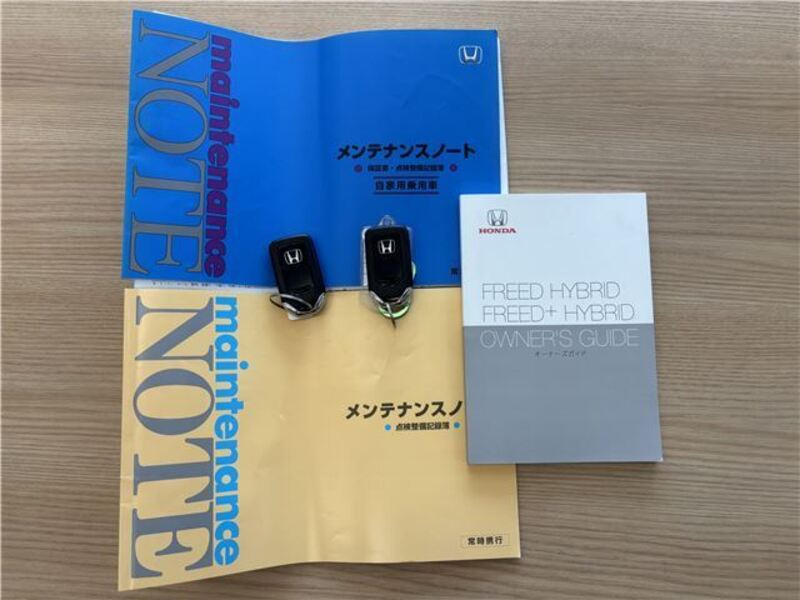 maintenance
NOTE
メンテナンスノート
保証書・点検整備記録簿
自家用乗用車
maintenance
NOTE
メンテナンスノ
点検整備記録簿
常時携行
HONDA
FREED HYBRID
FREED+ HYBRID
OWNER'S GUIDE
オーナーズガイド